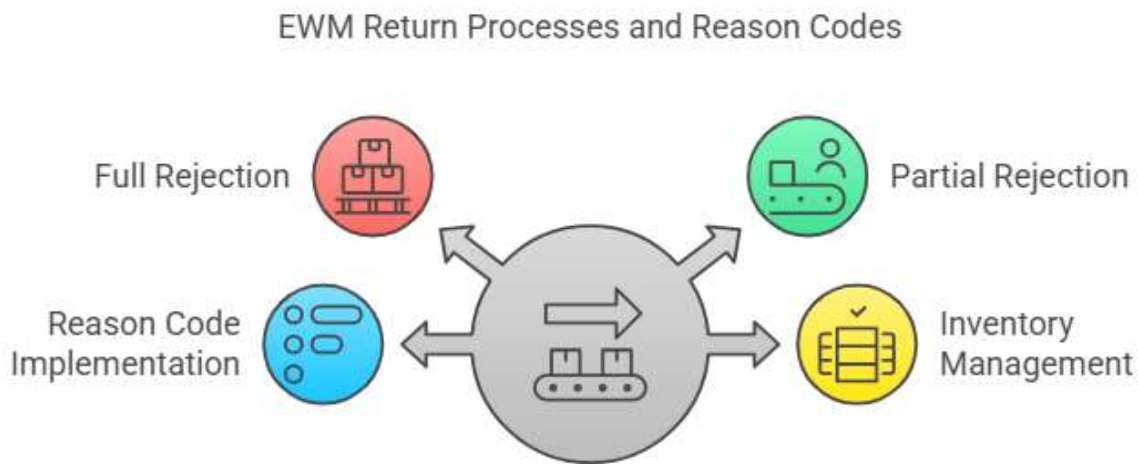 EWM Return Processes and Reason Codes
Full Rejection
Partial Rejection
Reason Code
Implementation
Inventory
Management